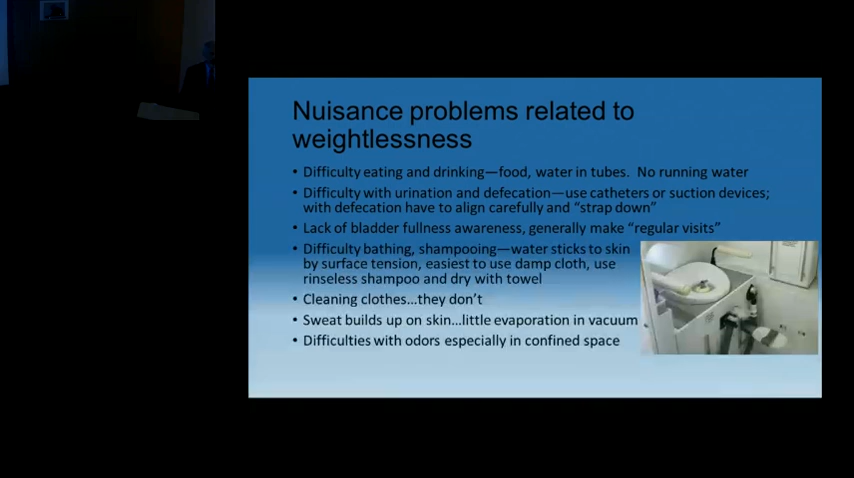 Nuisance problems related to
weightlessness
• Difficulty eating and drinking—food, water in tubes.  No running water
• Difficulty with urination and defecation—use catheters or suction devices;
with defecation have to align carefully and “strap down”
• Lack of bladder fullness awareness, generally make “regular visits”
• Difficulty bathing, shampooing—water sticks to skin
by surface tension, easiest to use damp cloth, use
rinseless shampoo and dry with towel
• Cleaning clothes…they don’t
• Sweat builds up on skin…little evaporation in vacuum
• Difficulties with odors especially in confined space